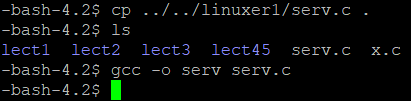 -bash-4.2$ cp ../../linuxer1/serv.c .
-bash-4.2$ ls
lect1  lect2  lect3  lect45  serv.c  x.c
-bash-4.2$ gcc -o serv serv.c
-bash-4.2$